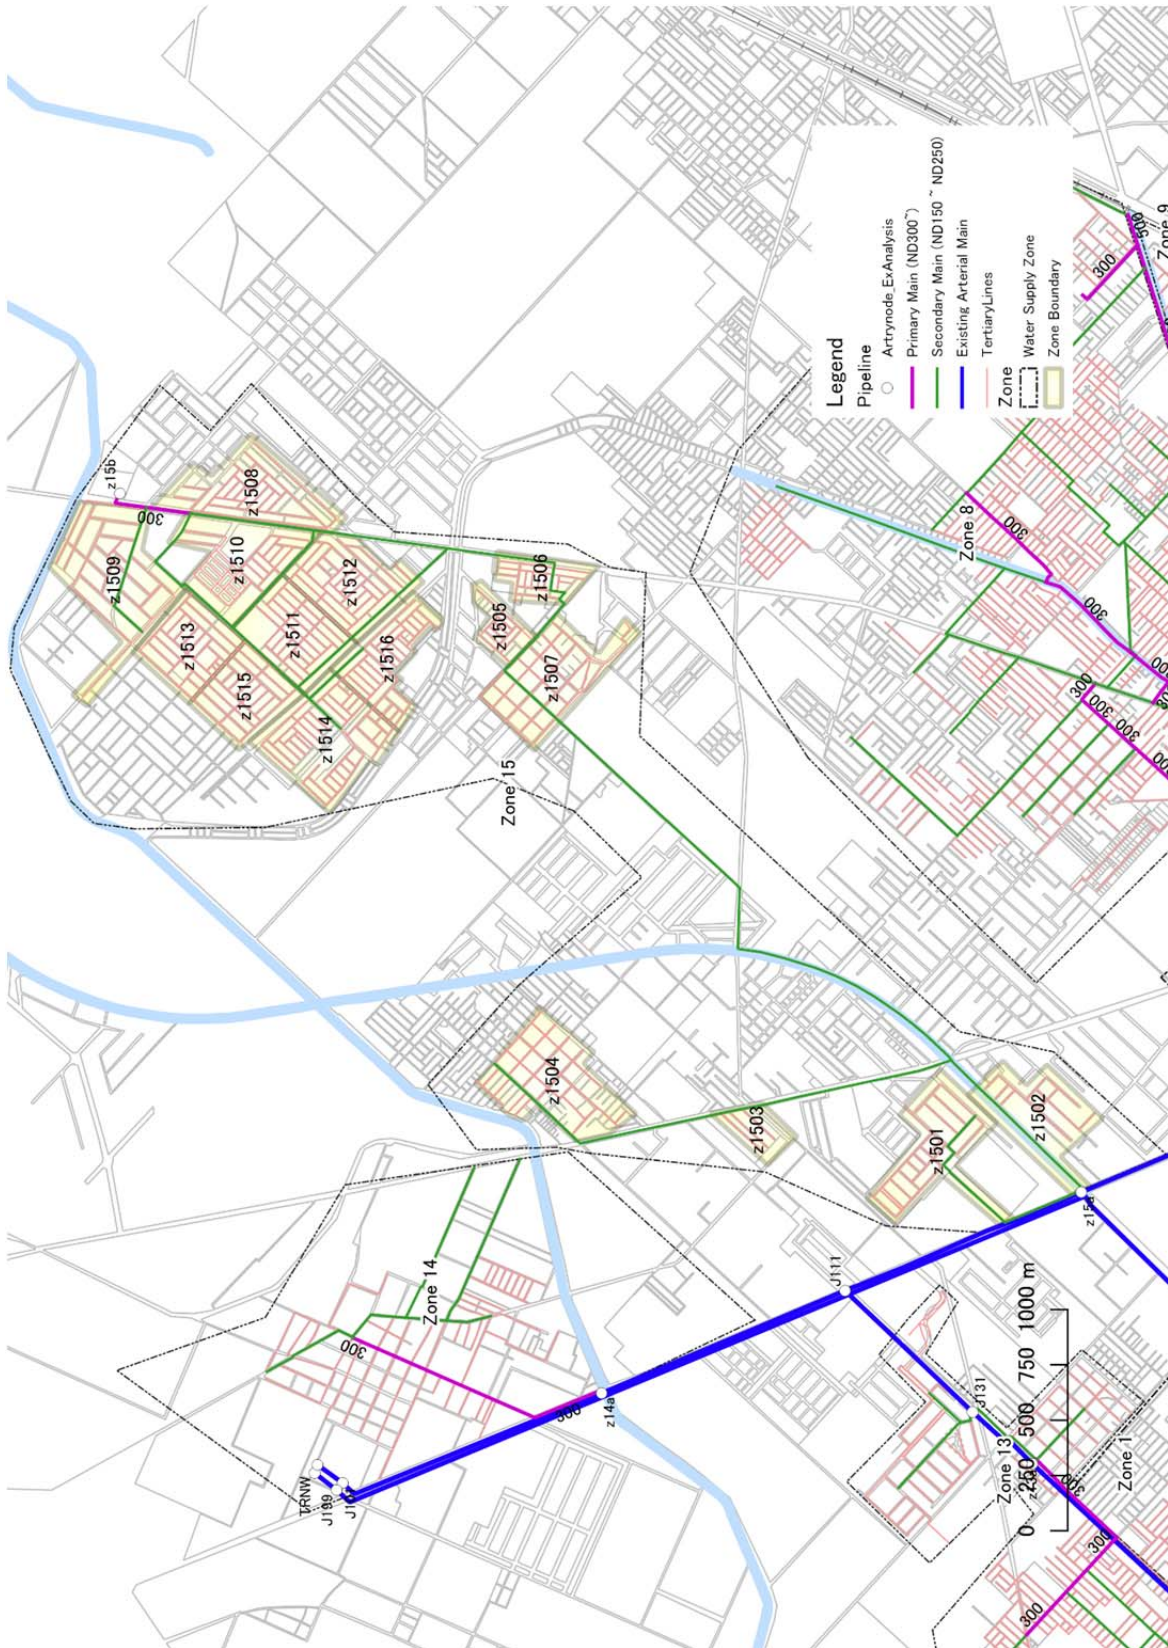 Legend
Pipeline
Artrynode_ExAnalysis
Primary Main (ND300~)
Secondary Main (ND150 ~ ND250)
Existing Arterial Main
TertiaryLines
Zone
Water Supply Zone
Zone Boundary
z15b
300
z1509
z1508
z1510
z1513
z1512
z1511
z1515
z1516
z1514
z1506
z1505
z1507
Zone 15
Zone 8
300
300
300
300
300
300
500
Zone 9
z1504
z1503
z1501
z1502
z15a
Zone 14
300
300
z14a
TRNW
J199
J111
J131
Zone 13
Zone 1
300
300
300
0 250 500 750 1000 m